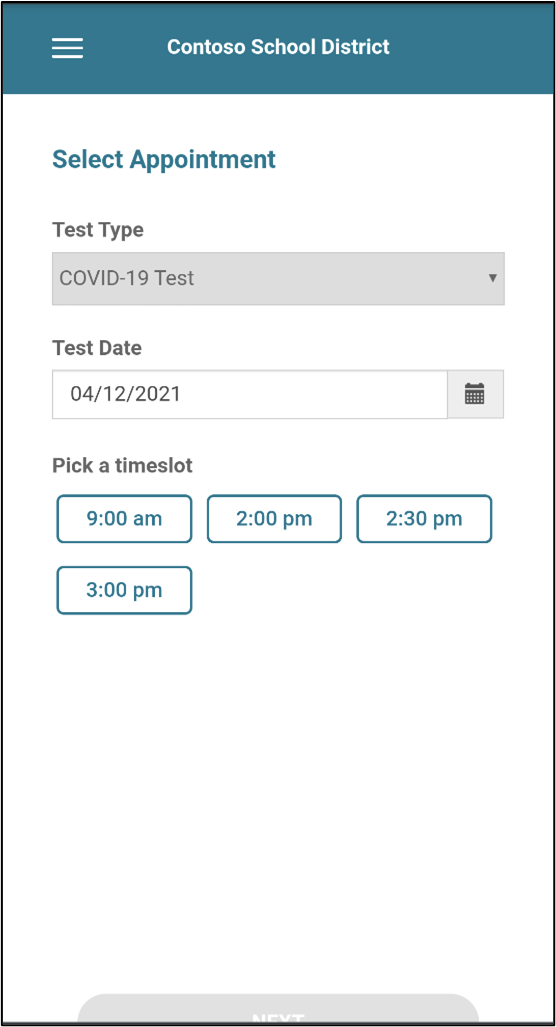 Contoso School District
Select Appointment
Test Type
COVID-19 Test
Test Date
04/12/2021
Pick a timeslot
9:00 am 2:00 pm 2:30 pm
3:00 pm
NEXT